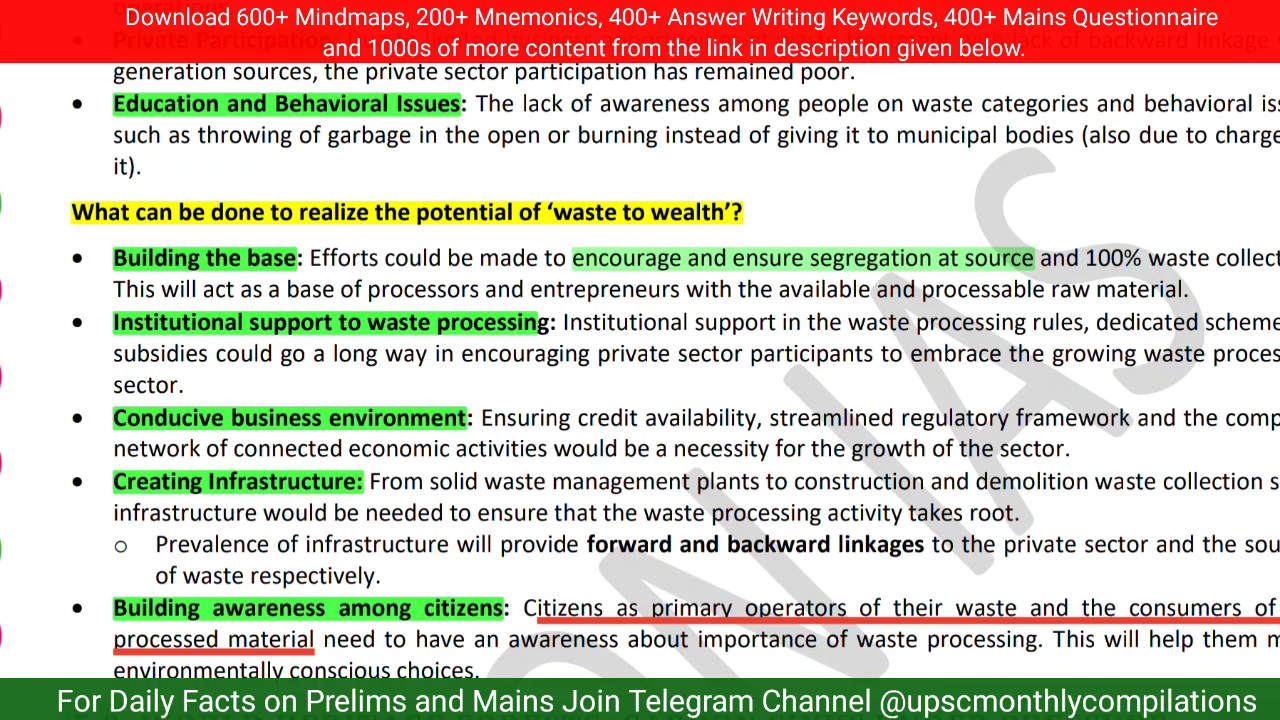 Download 600+ Mindmaps, 200+ Mnemonics, 400+ Answer Writing Keywords, 400+ Mains Questionnaire
and 1000s of more content from the link in description given below.
Private Participation lack of backward linkage
generation sources, the private sector participation has remained poor.
• Education and Behavioral Issues: The lack of awareness among people on waste categories and behavioral iss
such as throwing of garbage in the open or burning instead of giving it to municipal bodies (also due to charge
it).
What can be done to realize the potential of ‘waste to wealth’?
• Building the base: Efforts could be made to encourage and ensure segregation at source and 100% waste collect
This will act as a base of processors and entrepreneurs with the available and processable raw material.
• Institutional support to waste processing: Institutional support in the waste processing rules, dedicated scheme
subsidies could go a long way in encouraging private sector participants to embrace the growing waste proces
sector.
• Conducive business environment: Ensuring credit availability, streamlined regulatory framework and the comp
network of connected economic activities would be a necessity for the growth of the sector.
• Creating Infrastructure: From solid waste management plants to construction and demolition waste collection s
infrastructure would be needed to ensure that the waste processing activity takes root.
o Prevalence of infrastructure will provide forward and backward linkages to the private sector and the sou
of waste respectively.
• Building awareness among citizens: Citizens as primary operators of their waste and the consumers of
processed material need to have an awareness about importance of waste processing. This will help them m
environmentally conscious choices.
For Daily Facts on Prelims and Mains Join Telegram Channel @upscmonthlycompilations
ON IAS